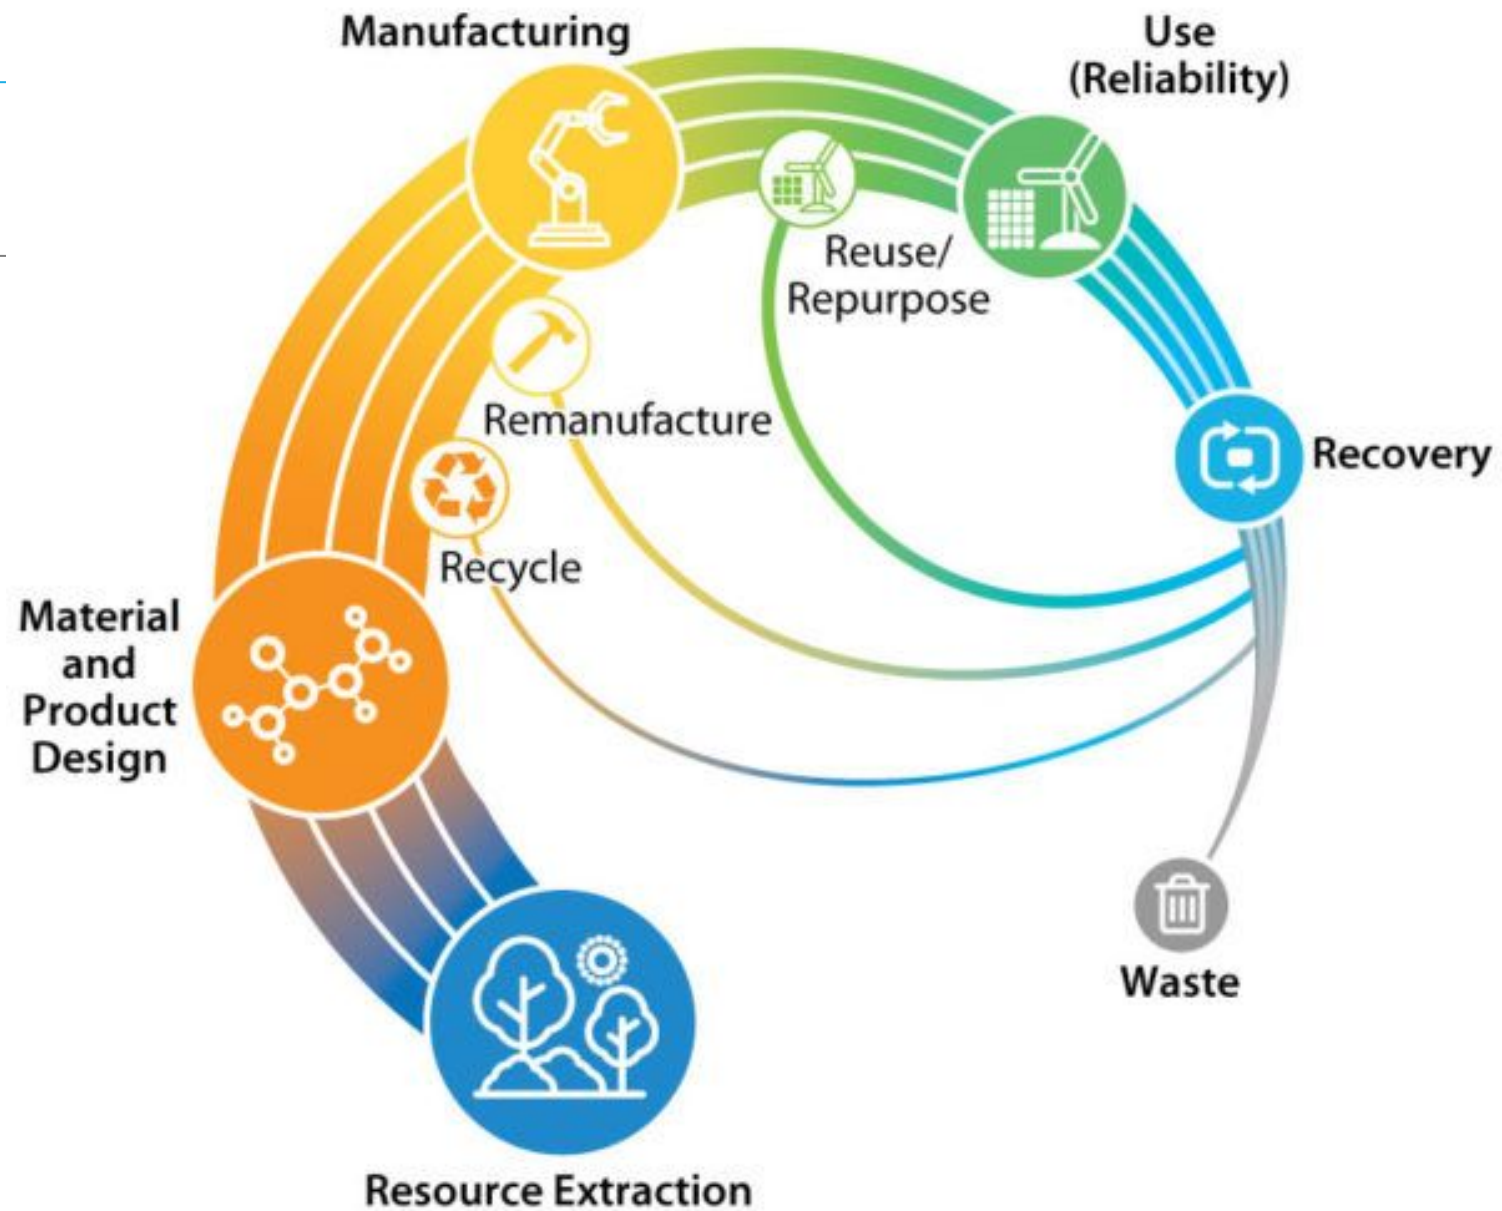 Manufacturing
Use
(Reliability)
Reuse/
Repurpose
Remanufacture
Recovery
Recycle
Material
and
Product
Design
Waste
Resource Extraction